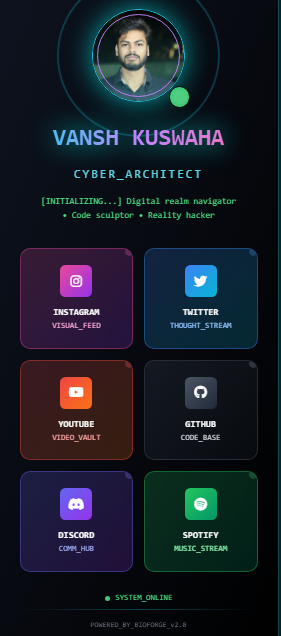 VANSH KUSWAHA
CYBER_ARCHITECT
[INITIALIZING...] Digital realm navigator
• Code sculptor • Reality hacker
INSTAGRAM
VISUAL_FEED
TWITTER
THOUGHT_STREAM
YOUTUBE
VIDEO_VAULT
GITHUB
CODE_BASE
DISCORD
COMM_HUB
SPOTIFY
MUSIC_STREAM
SYSTEM_ONLINE
POWERED_BY_BIOFORGE_v2.0